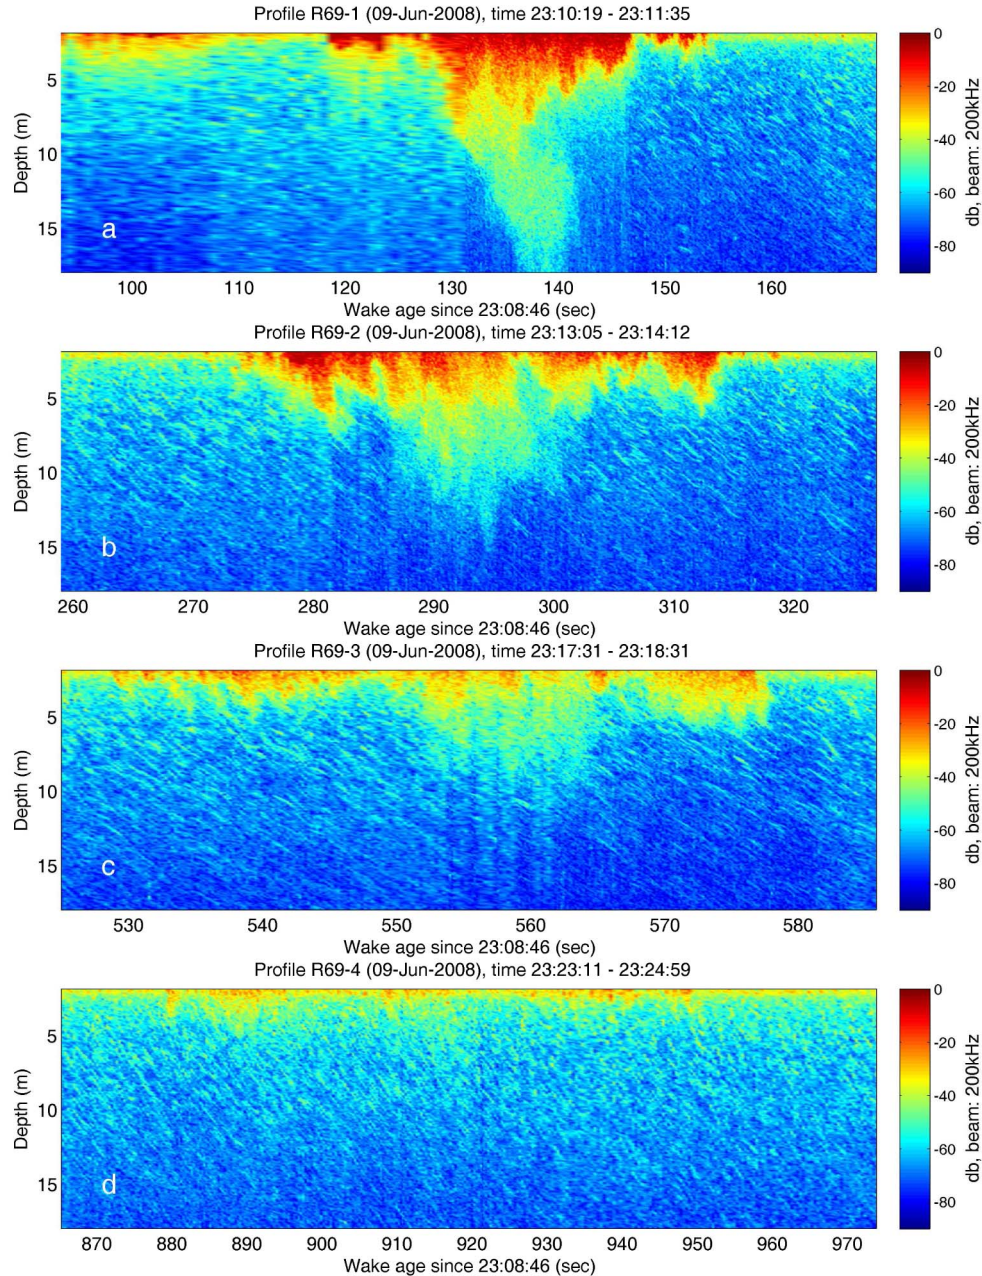 Profile R69-1 (09-Jun-2008), time 23:10:19 - 23:11:35
0
5
-20
10
-40
-60
15
a
-80
Depth (m)
db, beam: 200kHz
100 110 120 130 140 150 160
Wake age since 23:08:46 (sec)
Profile R69-2 (09-Jun-2008), time 23:13:05 - 23:14:12
0
5
-20
10
-40
-60
15
b
-80
Depth (m)
db, beam: 200kHz
260 270 280 290 300 310 320
Wake age since 23:08:46 (sec)
Profile R69-3 (09-Jun-2008), time 23:17:31 - 23:18:31
0
5
-20
10
-40
-60
15
c
-80
Depth (m)
db, beam: 200kHz
530 540 550 560 570 580
Wake age since 23:08:46 (sec)
Profile R69-4 (09-Jun-2008), time 23:23:11 - 23:24:59
0
5
-20
10
-40
-60
15
d
-80
Depth (m)
db, beam: 200kHz
870 880 890 900 910 920 930 940 950 960 970
Wake age since 23:08:46 (sec)